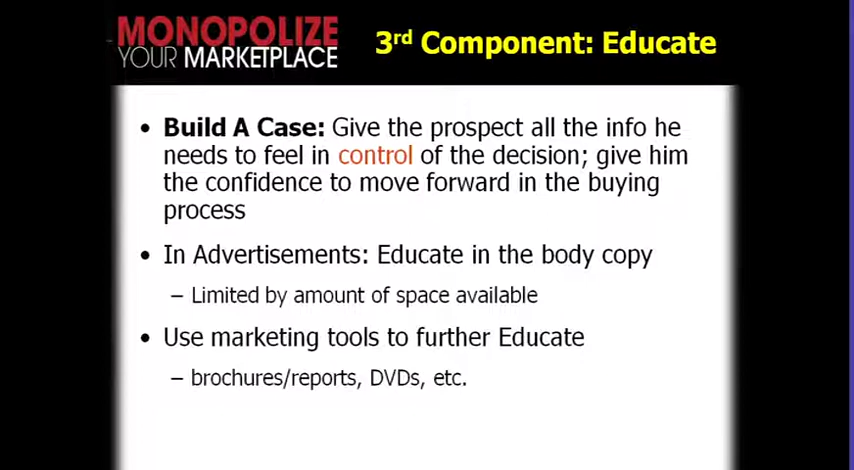 MONOPOLIZE
YOUR MARKETPLACE
3rd Component: Educate
• Build A Case: Give the prospect all the info he
needs to feel in control of the decision; give him
the confidence to move forward in the buying
process
• In Advertisements: Educate in the body copy
– Limited by amount of space available
• Use marketing tools to further Educate
– brochures/reports, DVDs, etc.